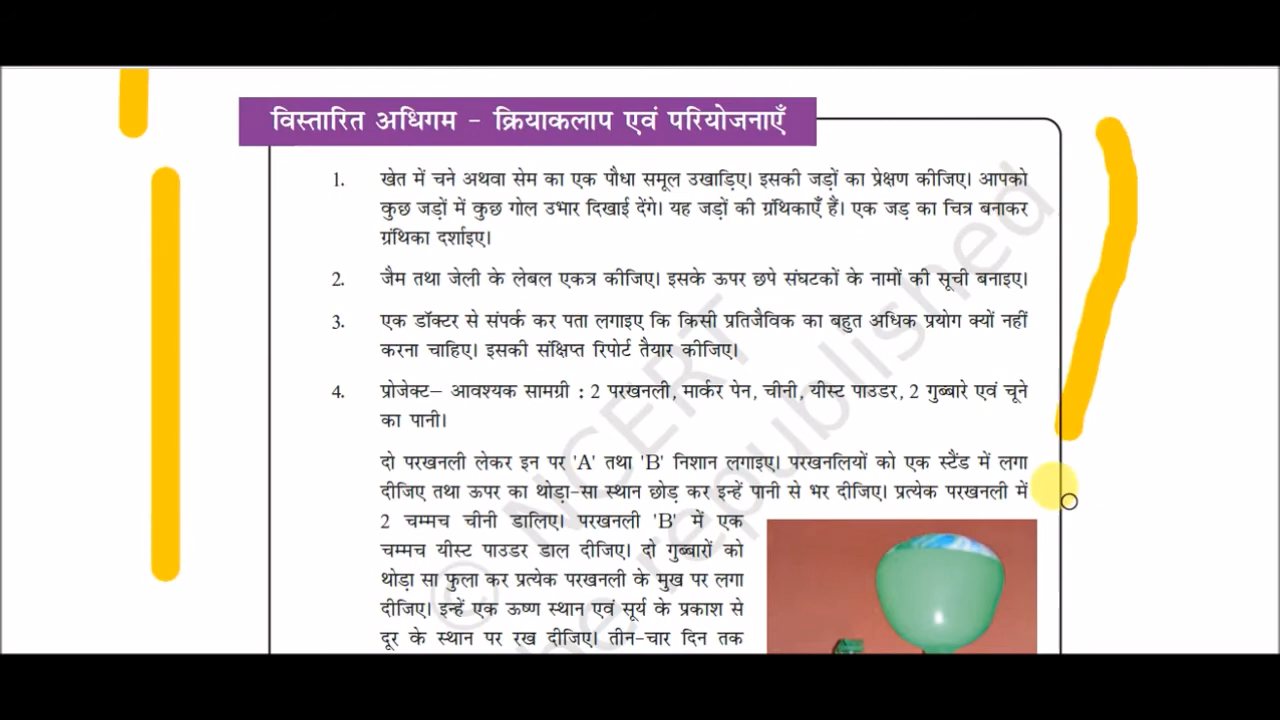 विस्तारित अधिगम - क्रियाकलाप एवं परियोजनाएँ
1. खेत में चने अथवा सेम का एक पौधा समूल उखाड़िए। इसकी जड़ों का प्रेक्षण कीजिए। आपको
कुछ जड़ों में कुछ गोल उभार दिखाई देंगे। यह जड़ों की ग्रंथिकाएँ हैं। एक जड़ का चित्र बनाकर
ग्रंथिका दर्शाइए।
2. जैम तथा जेली के लेबल एकत्र कीजिए। इसके ऊपर छपे संघटकों के नामों की सूची बनाइए।
3. एक डॉक्टर से संपर्क कर पता लगाइए कि किसी प्रतिजैविक का बहुत अधिक प्रयोग क्यों नहीं
करना चाहिए। इसकी संक्षिप्त रिपोर्ट तैयार कीजिए।
4. प्रोजेक्ट– आवश्यक सामग्री : 2 परखनली, मार्कर पेन, चीनी, यीस्ट पाउडर, 2 गुब्बारे एवं चूने
का पानी।
दो परखनली लेकर इन पर 'A' तथा 'B' निशान लगाइए। परखनलियों को एक स्टैंड में लगा
दीजिए तथा ऊपर का थोड़ा-सा स्थान छोड़ कर इन्हें पानी से भर दीजिए। प्रत्येक परखनली में
2 चम्मच चीनी डालिए। परखनली 'B' में एक
चम्मच यीस्ट पाउडर डाल दीजिए। दो गुब्बारों को
थोड़ा सा फुला कर प्रत्येक परखनली के मुख पर लगा
दीजिए। इन्हें एक ऊष्ण स्थान एवं सूर्य के प्रकाश से
दूर के स्थान पर रख दीजिए। तीन-चार दिन तक
© NCERT
be republished